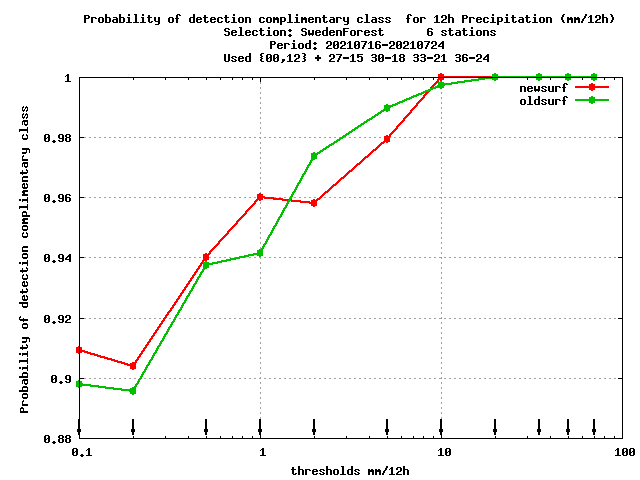 Probability of detection complimentary class  for 12h Precipitation (mm/12h)
Selection: SwedenForest      6 stations
Period: 20210716-20210724
Used {00,12} + 27-15 30-18 33-21 36-24
newsurf
oldsurf
Probability of detection complimentary class
1
0.98
0.96
0.94
0.92
0.9
0.88
0.1 1 10 100
thresholds mm/12h